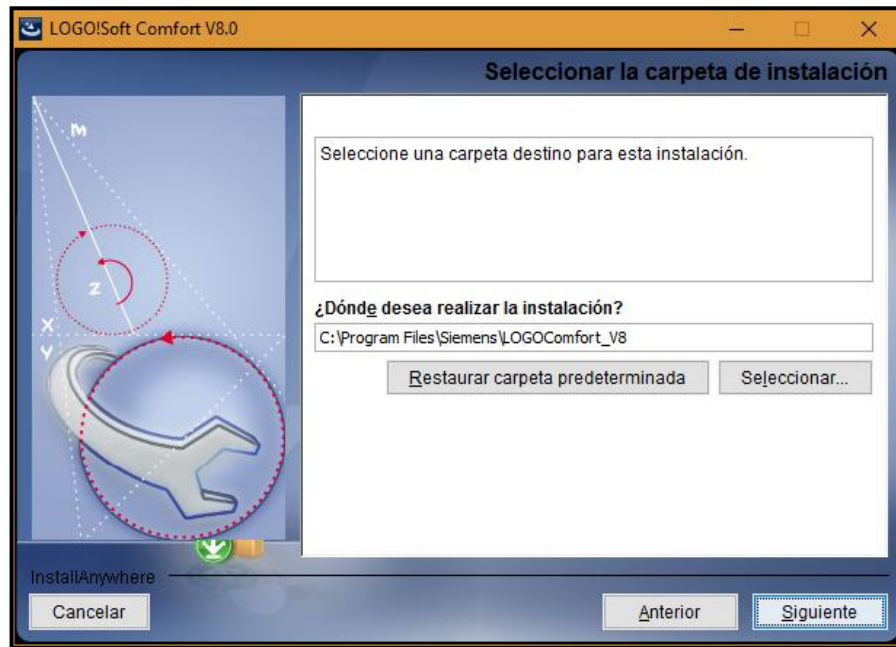 LOGO!Soft Comfort V8.0
Seleccionar la carpeta de instalación
M
Z
X
Y
Seleccione una carpeta destino para esta instalación.
¿Dónde desea realizar la instalación?
C:\Program Files\Siemens\LOGOComfort_V8
Restaurar carpeta predeterminada Seleccionar...
InstallAnywhere
Cancelar Anterior Siguiente